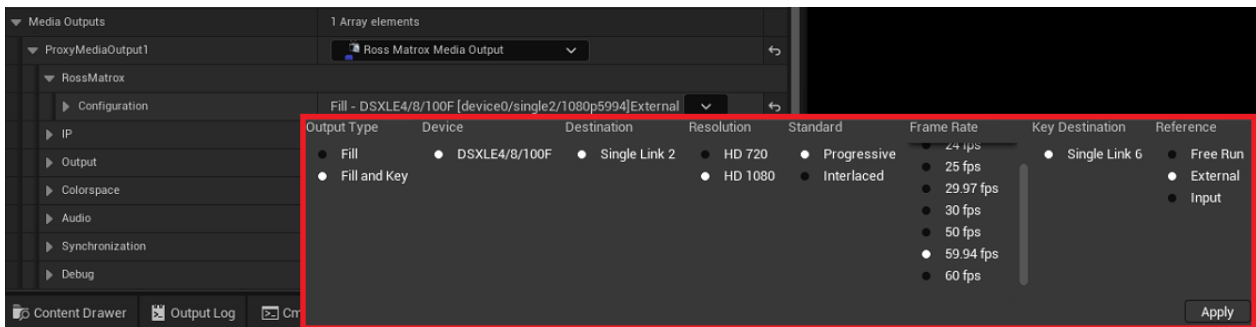 Media Outputs 1 Array elements
ProxyMediaOutput1 Ross Matrox Media Output
RossMatrox
Configuration Fill - DSXLE4/8/100F [device0/single2/1080p5994]External
IP
Output
Colorspace
Audio
Synchronization
Debug
Output Type Device Destination Resolution Standard Frame Rate Key Destination Reference
24 fps
Fill DSXLE4/8/100F Single Link 2 HD 720 Progressive 25 fps Single Link 6 Free Run
Fill and Key HD 1080 Interlaced 29.97 fps External
30 fps Input
50 fps
59.94 fps
60 fps
Content Drawer Output Log Cm
Apply